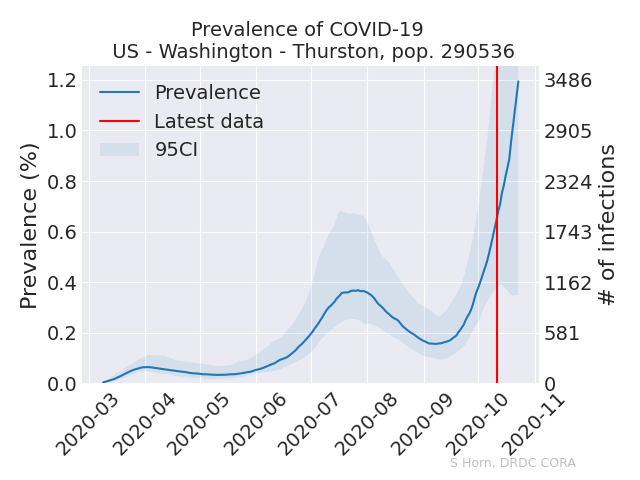 Prevalence of COVID-19
US - Washington - Thurston, pop. 290536
Prevalence
Latest data
95CI
Prevalence (%)
1.2
1.0
0.8
0.6
0.4
0.2
0.0
3486
2905
2324
1743
1162
581
0
# of infections
2020-03
2020-04
2020-05
2020-06
2020-07
2020-08
2020-09
2020-10
2020-11
S Horn, DRDC CORA